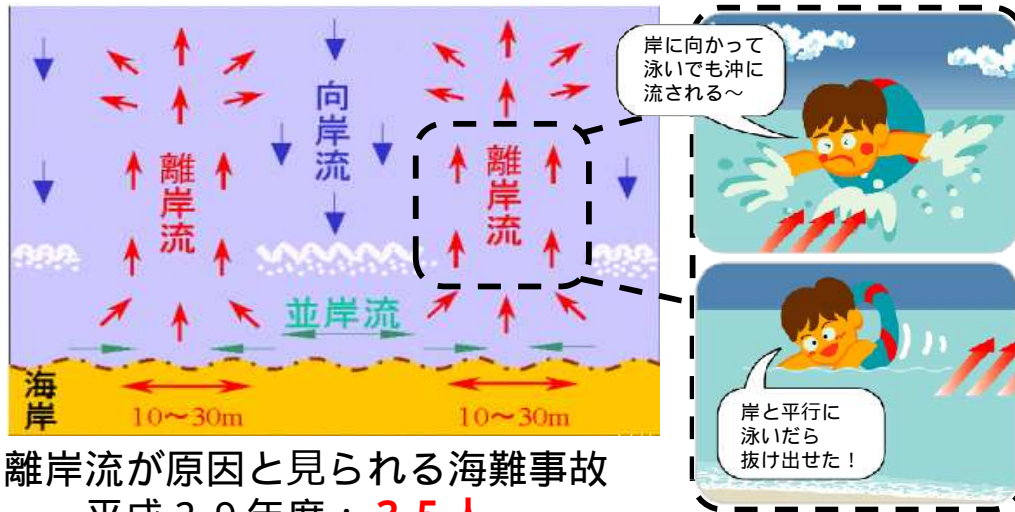 離岸流
向岸流
離岸流
並岸流
海岸
10～30m
10～30m
岸に向かって
泳いでも沖に
流される～
岸と平行に
泳いだら
抜け出せた！
離岸流が原因と見られる海難事故